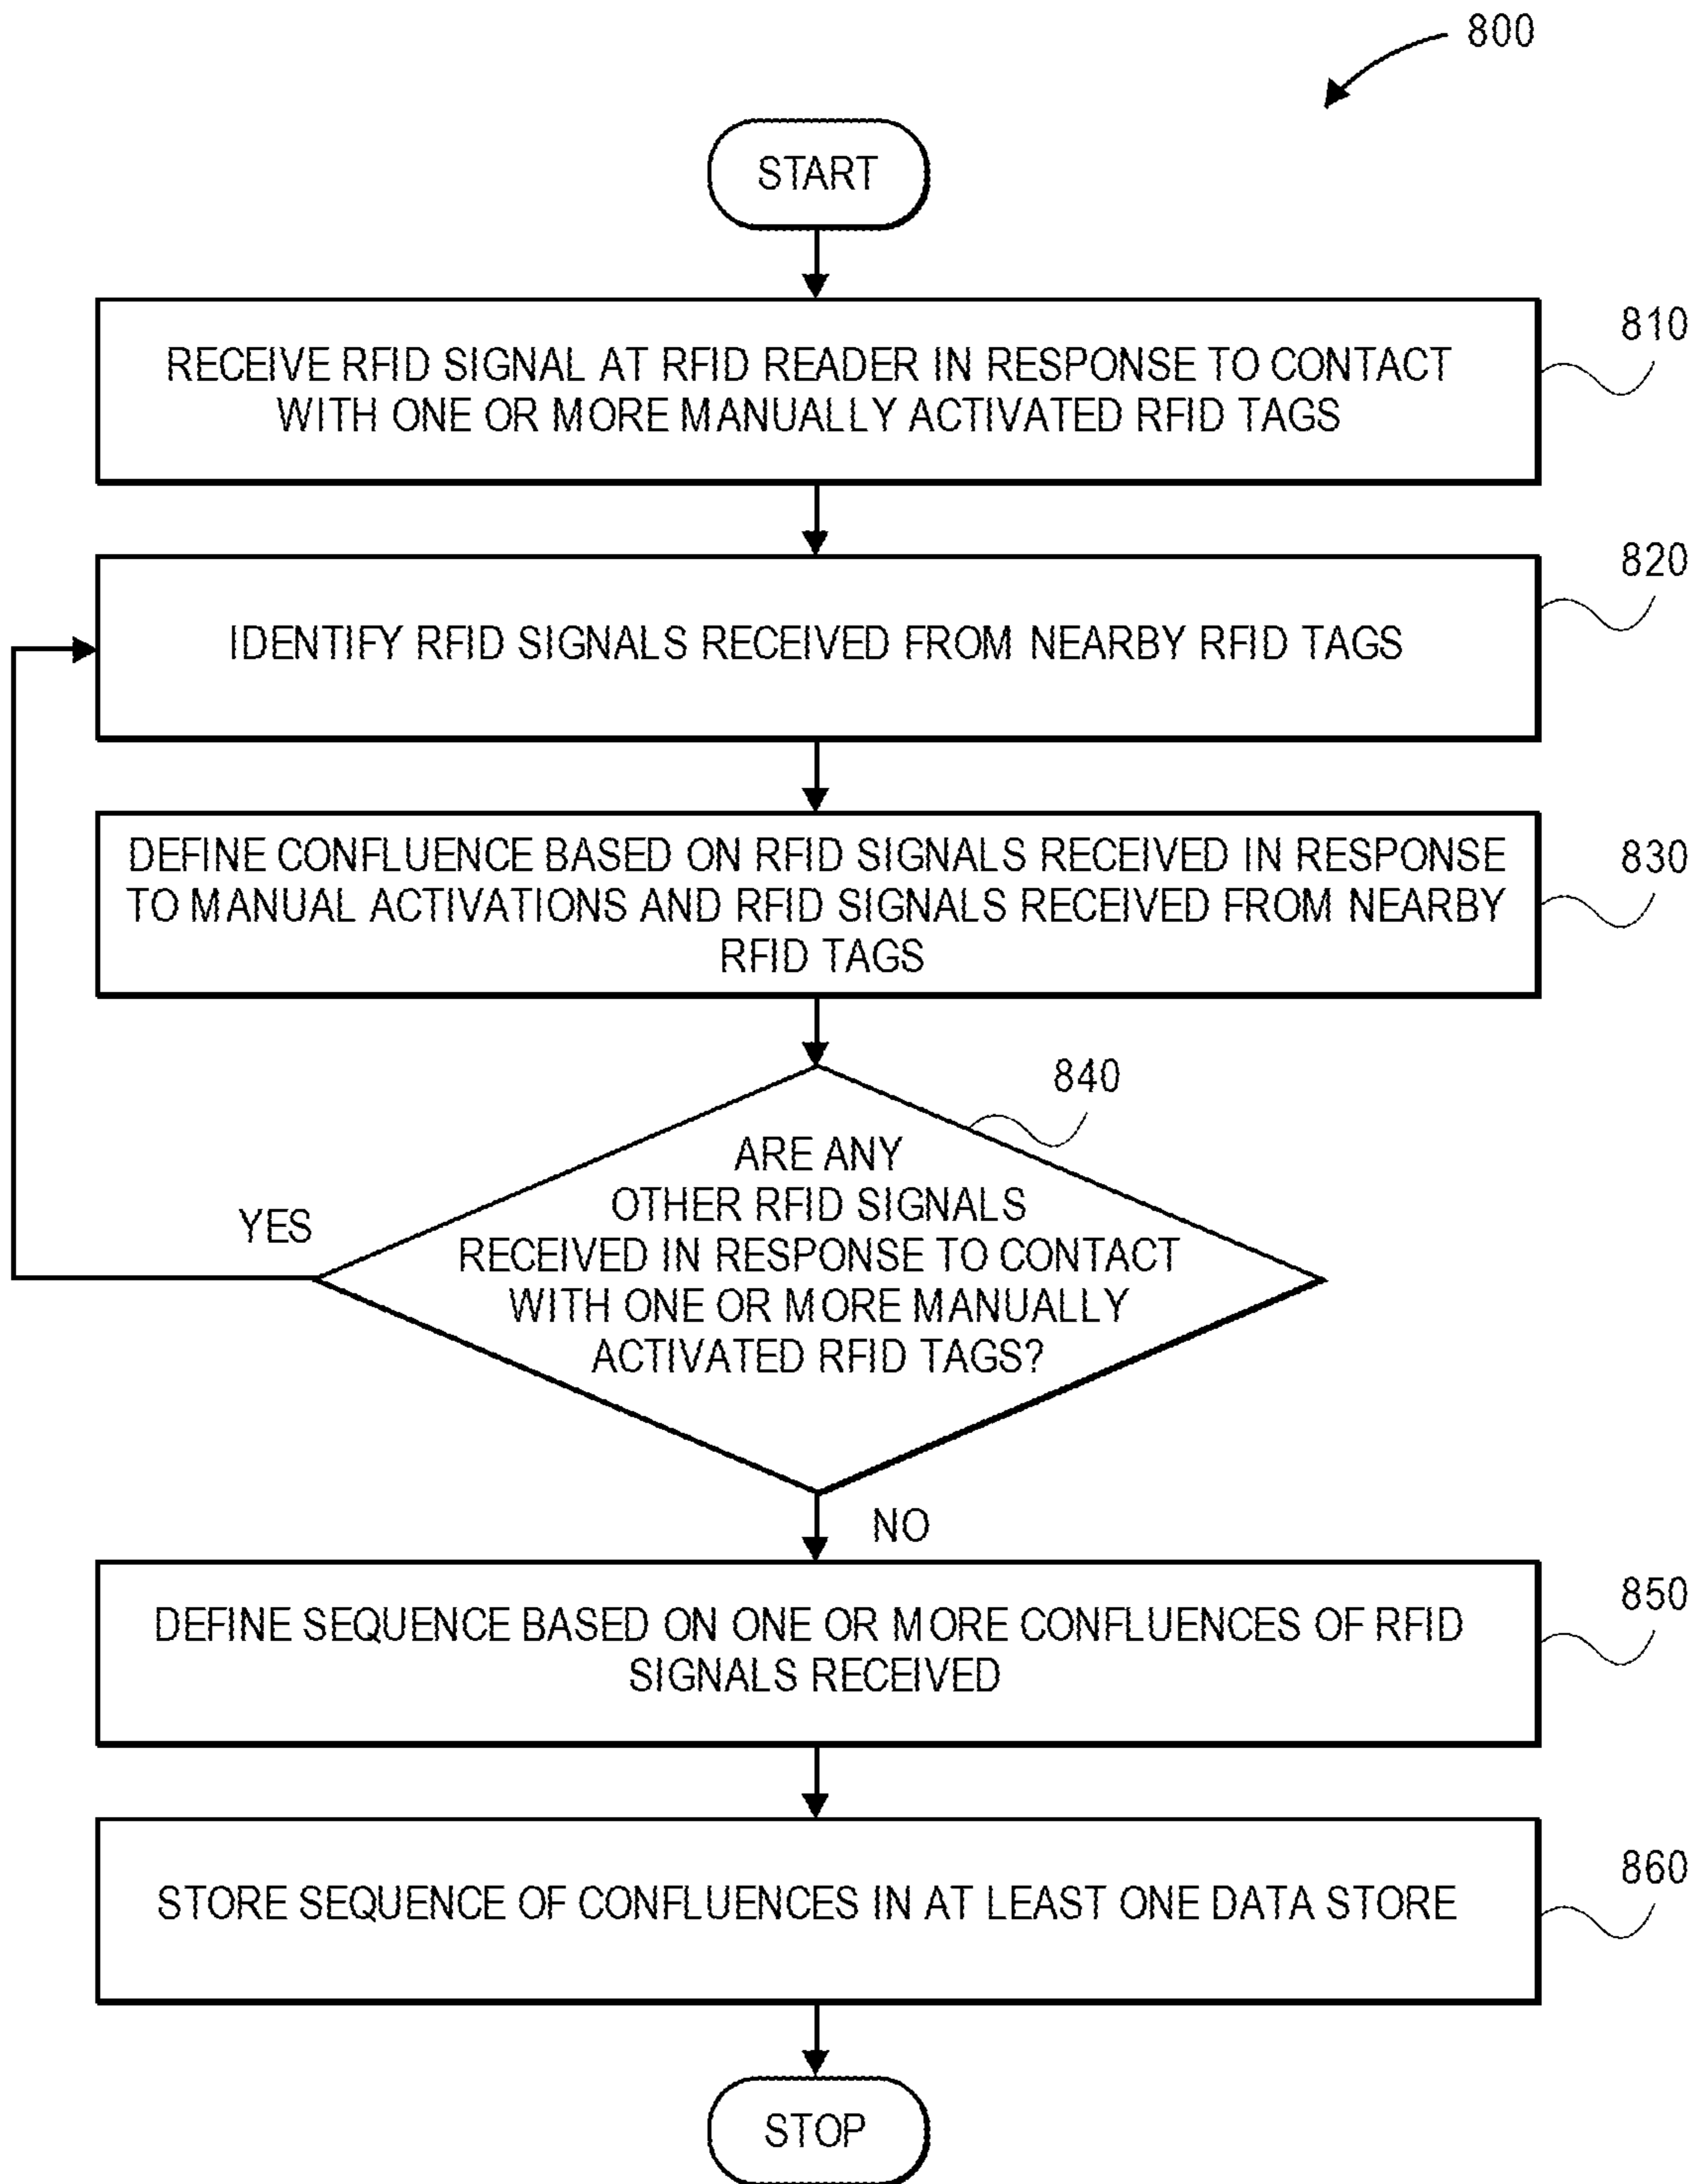 800
START
RECEIVE RFID SIGNAL AT RFID READER IN RESPONSE TO CONTACT
WITH ONE OR MORE MANUALLY ACTIVATED RFID TAGS
810
IDENTIFY RFID SIGNALS RECEIVED FROM NEARBY RFID TAGS
820
DEFINE CONFLUENCE BASED ON RFID SIGNALS RECEIVED IN RESPONSE
TO MANUAL ACTIVATIONS AND RFID SIGNALS RECEIVED FROM NEARBY
RFID TAGS
830
840
ARE ANY
OTHER RFID SIGNALS
RECEIVED IN RESPONSE TO CONTACT
WITH ONE OR MORE MANUALLY
ACTIVATED RFID TAGS?
YES
NO
DEFINE SEQUENCE BASED ON ONE OR MORE CONFLUENCES OF RFID
SIGNALS RECEIVED
850
STORE SEQUENCE OF CONFLUENCES IN AT LEAST ONE DATA STORE
860
STOP